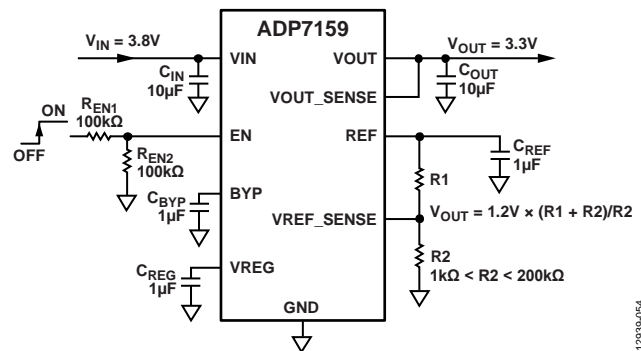 ADP7159
VIN = 3.8V
VIN
VOUT
VOUT = 3.3V
CIN
10µF
COUT
10µF
VOUT_SENSE
ON
OFF
REN1
100kΩ
EN
REF
REN2
100kΩ
CREF
1µF
R1
CBYP
1µF
BYP
VREF_SENSE
VOUT = 1.2V × (R1 + R2)/R2
R2
1kΩ < R2 < 200kΩ
CREG
1µF
VREG
GND
12939-054